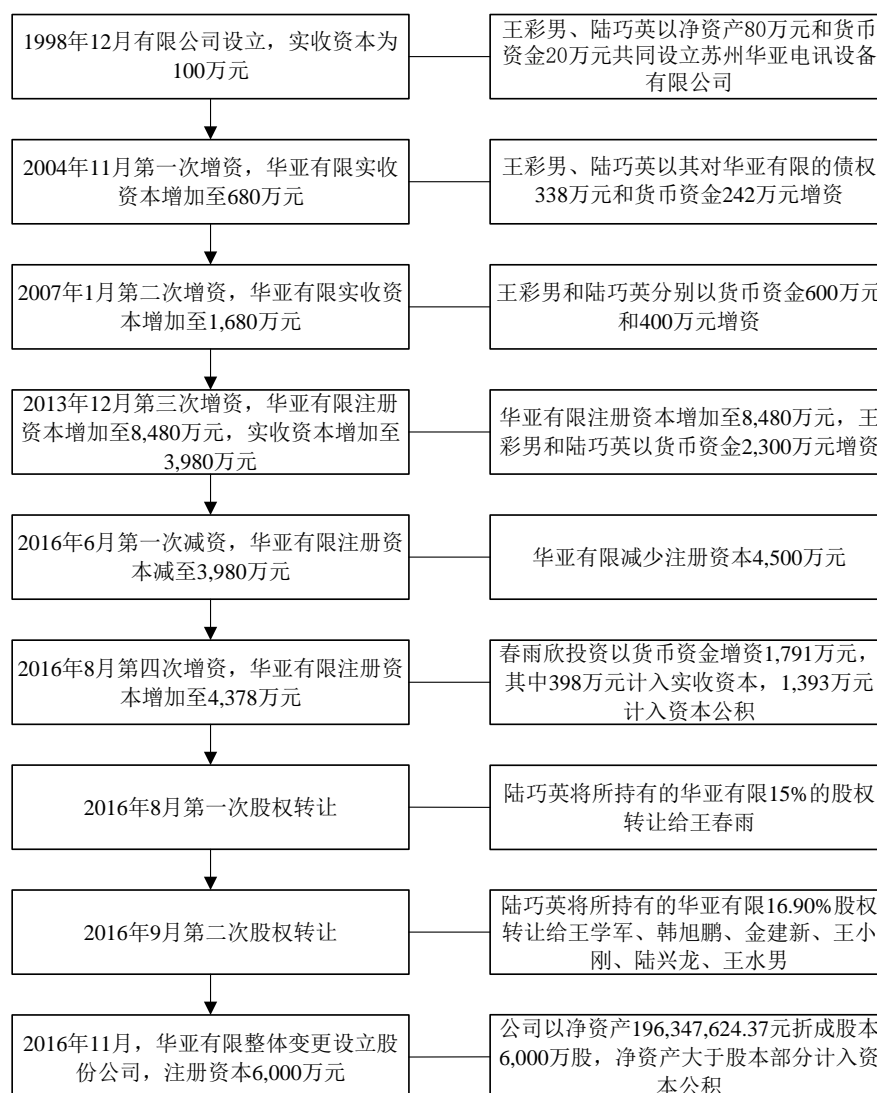 1998年12月有限公司设立，实收资本为
100万元
王彩男、陆巧英以净资产80万元和货币
资金20万元共同设立苏州华亚电讯设备
有限公司
2004年11月第一次增资，华亚有限实收
资本增加至680万元
王彩男、陆巧英以其对华亚有限的债权
338万元和货币资金242万元增资
2007年1月第二次增资，华亚有限实收资
本增加至1,680万元
王彩男和陆巧英分别以货币资金600万元
和400万元增资
2013年12月第三次增资，华亚有限注册
资本增加至8,480万元，实收资本增加至
3,980万元
华亚有限注册资本增加至8,480万元，王
彩男和陆巧英以货币资金2,300万元增资
2016年6月第一次减资，华亚有限注册资
本减至3,980万元
华亚有限减少注册资本4,500万元
2016年8月第四次增资，华亚有限注册资
本增加至4,378万元
春雨欣投资以货币资金增资1,791万元，
其中398万元计入实收资本，1,393万元
计入资本公积
2016年8月第一次股权转让
陆巧英将所持有的华亚有限15%的股权
转让给王春雨
2016年9月第二次股权转让
陆巧英将所持有的华亚有限16.90%股权
转让给王学军、韩旭鹏、金建新、王小
刚、陆兴龙、王水男
2016年11月，华亚有限整体变更设立股
份公司，注册资本6,000万元
公司以净资产196,347,624.37元折成股本
6,000万股，净资产大于股本部分计入资
本公积